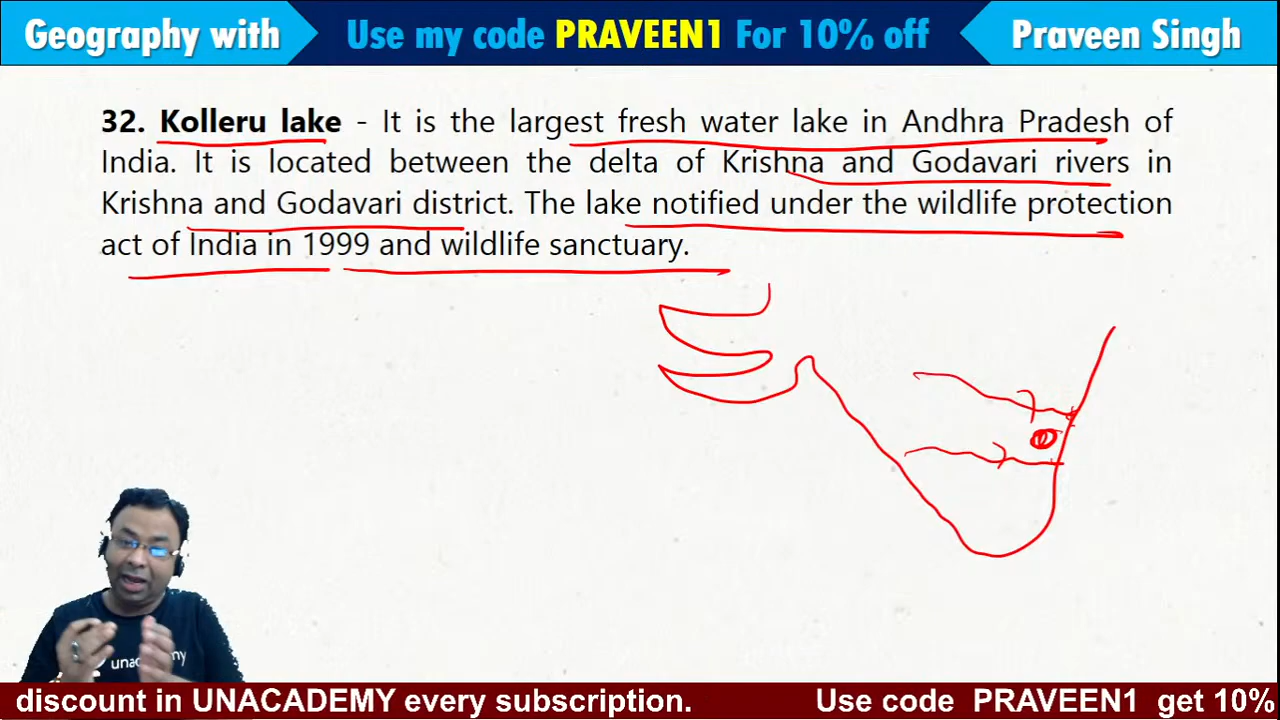 Geography with
Use my code PRAVEEN1 For 10% off
Praveen Singh
32. Kolleru lake - It is the largest fresh water lake in Andhra Pradesh of
India. It is located between the delta of Krishna and Godavari rivers in
Krishna and Godavari district. The lake notified under the wildlife protection
act of India in 1999 and wildlife sanctuary.
discount in UNACADEMY every subscription.
Use code PRAVEEN1 get 10%